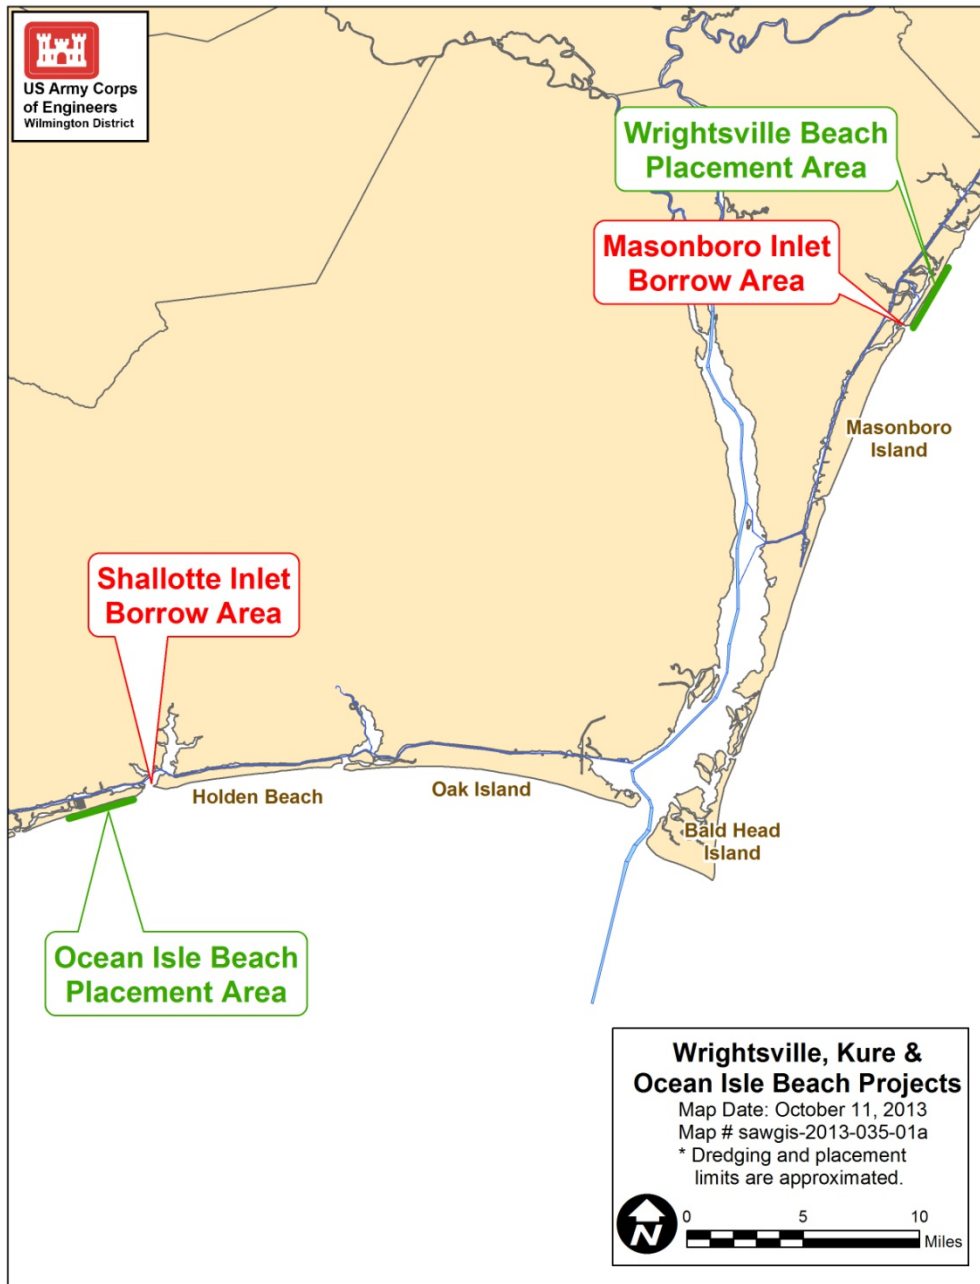 US Army Corps
of Engineers
Wilmington District
Wrightsville Beach
Placement Area
Masonboro Inlet
Borrow Area
Masonboro
Island
Shallotte Inlet
Borrow Area
Holden Beach
Oak Island
Bald Head
Island
Ocean Isle Beach
Placement Area
Wrightsville, Kure &
Ocean Isle Beach Projects
Map Date: October 11, 2013
Map # sawgis-2013-035-01a
* Dredging and placement
limits are approximated.
N
0 5 10
Miles